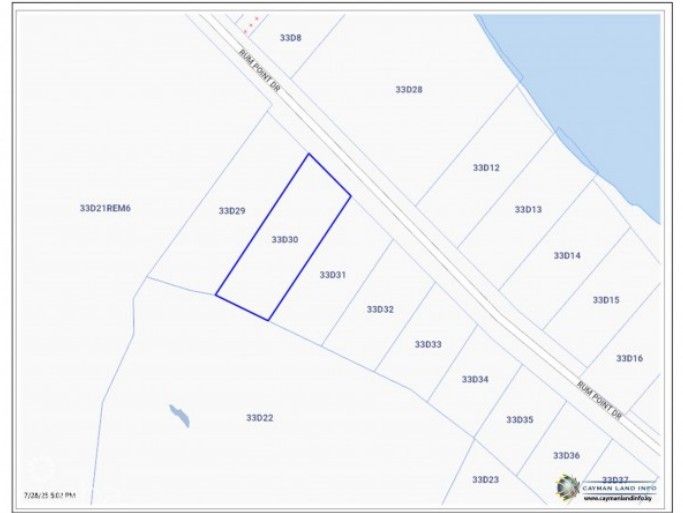 33D8
RUM POINT DR
33D28
33D12
33D21REM6
33D29
33D13
33D30
33D14
33D31
33D15
33D32
33D33
33D16
33D34
RUM POINT DR
33D22
33D35
33D36
33D23
33D37
CAYMAN LAND INFO
www.caymanlandinfo.ky
7/28/25 5:02 PM